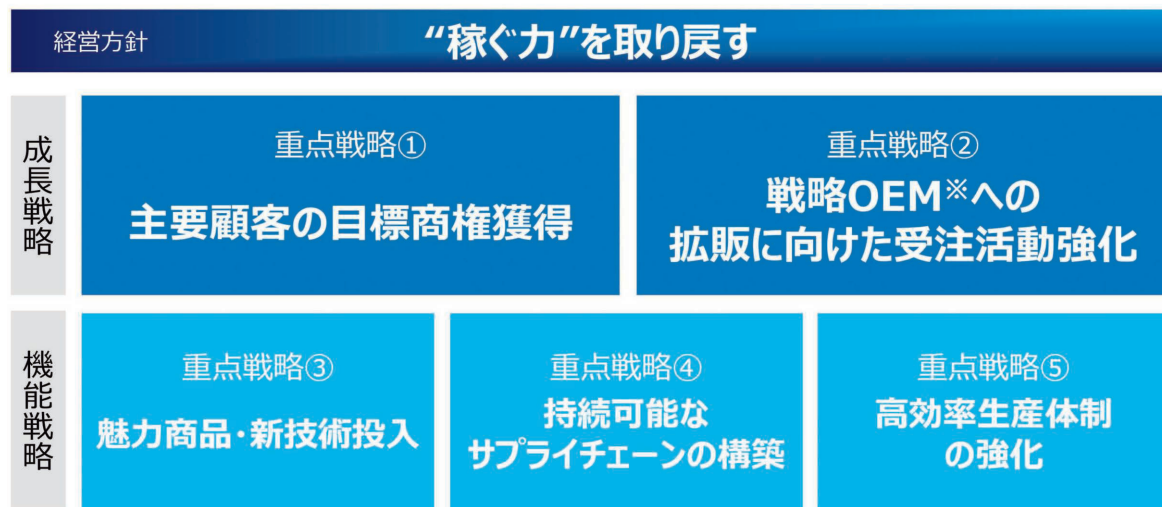 経営方針
“稼ぐ力”を取り戻す
成長戦略
重点戦略①
主要顧客の目標商権獲得
重点戦略②
戦略OEM※への
拡販に向けた受注活動強化
機能戦略
重点戦略③
魅力商品・新技術投入
重点戦略④
持続可能な
サプライチェーンの構築
重点戦略⑤
高効率生産体制
の強化